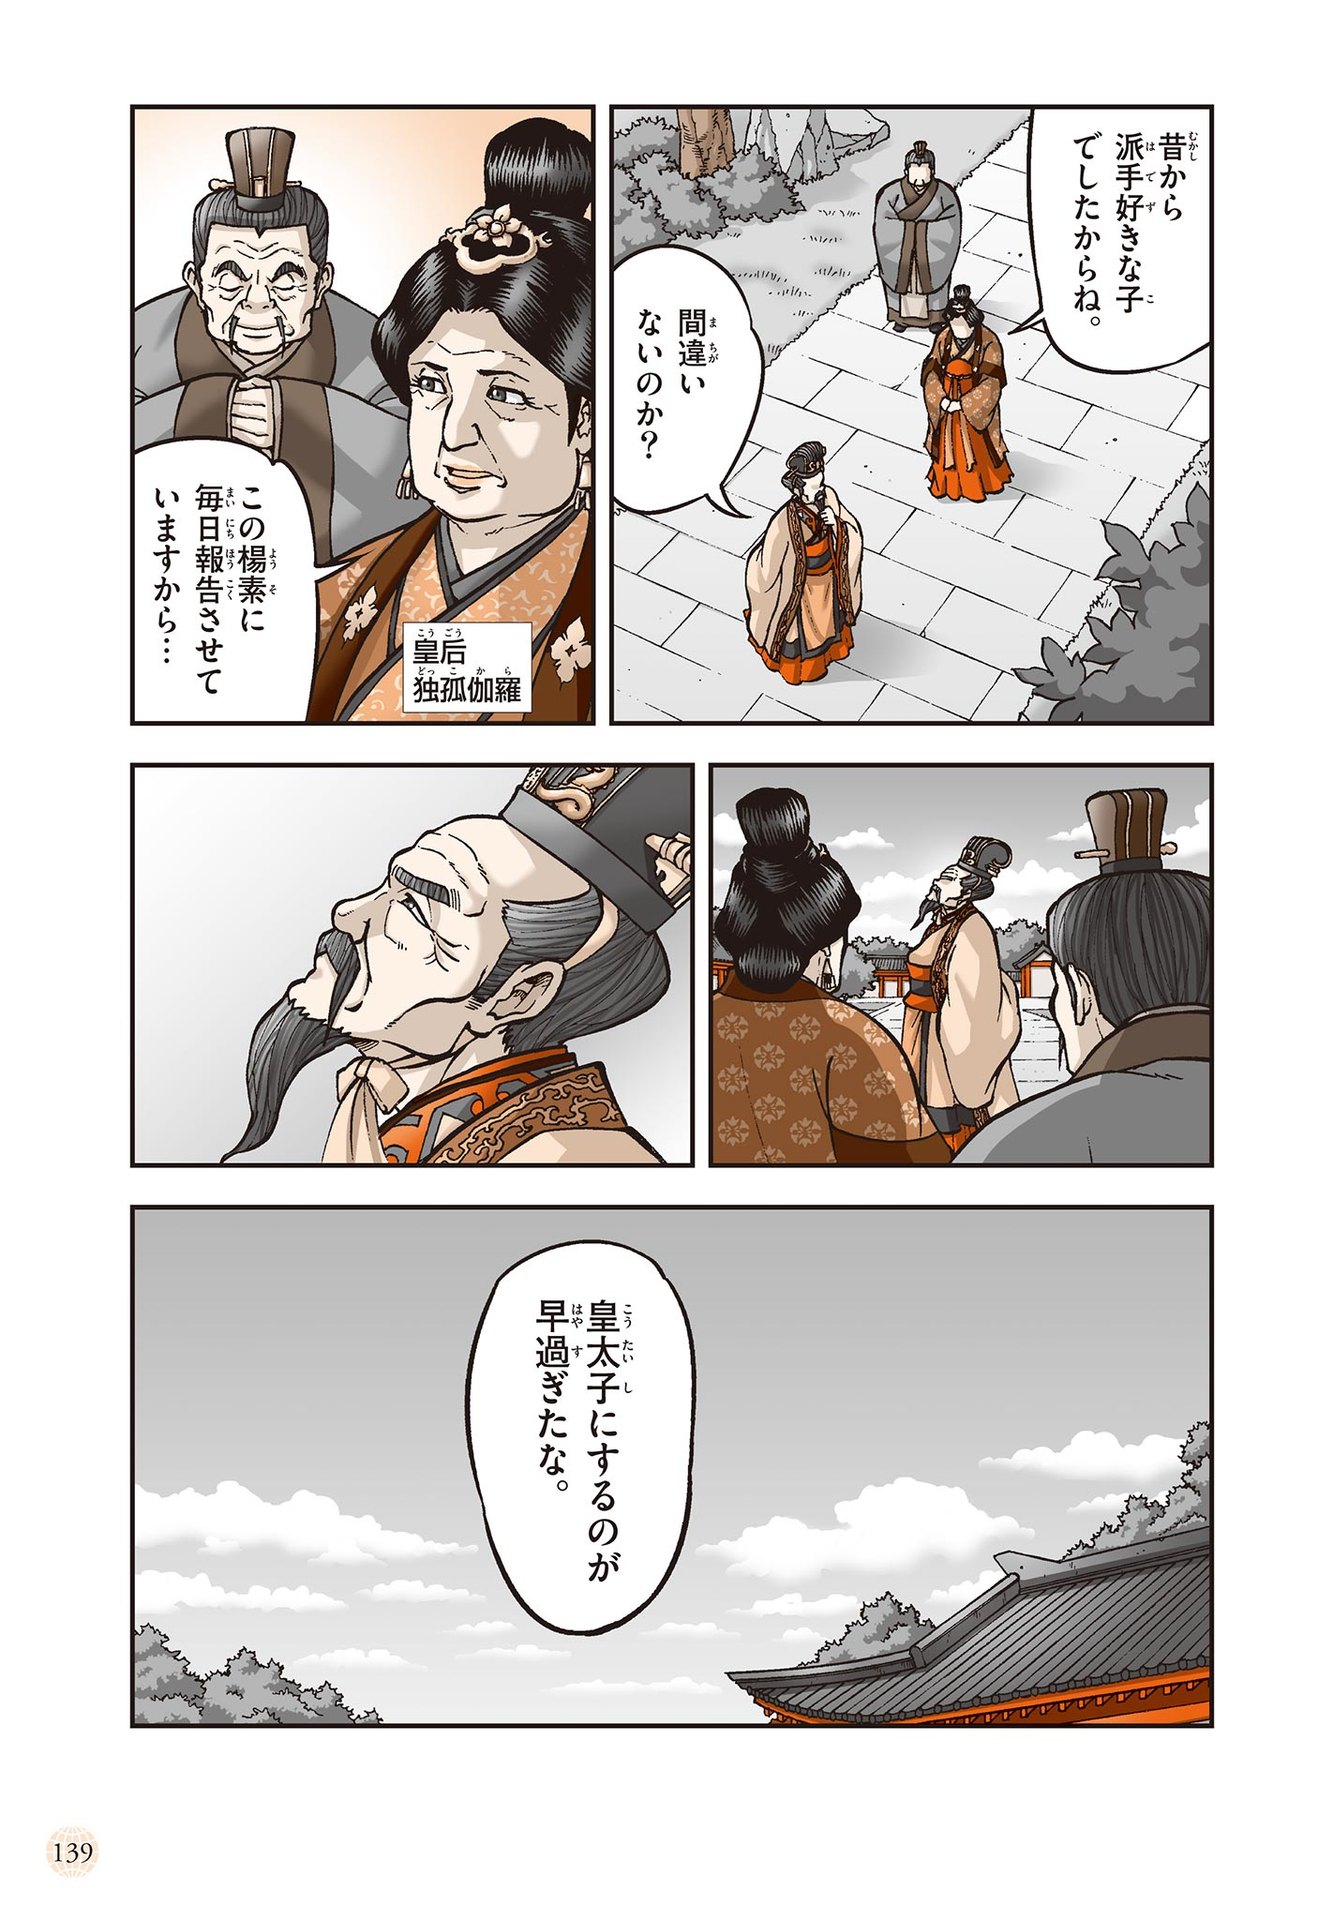 昔から
派手好きな子
でしたからね。
間違い
ないのか?
この楊素に
毎日報告させて
いますから…
皇后
独孤伽羅
皇太子にするのが
早過ぎたな。
139